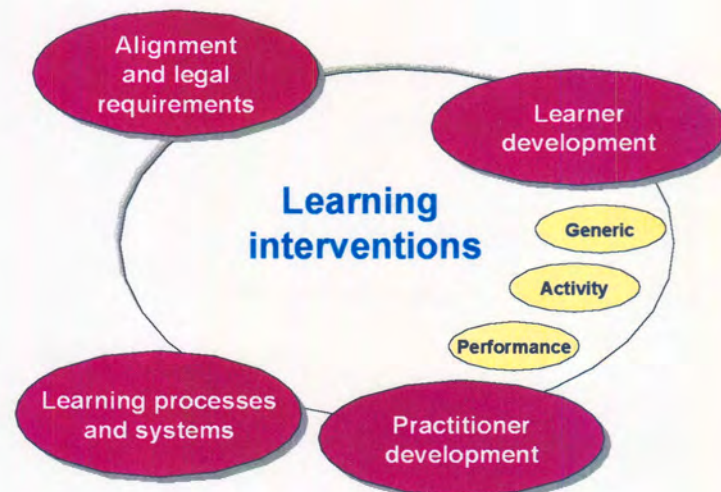 Alignment
and legal
requirements
Learner
development
Learning
interventions
Generic
Activity
Performance
Learning processes
and systems
Practitioner
development